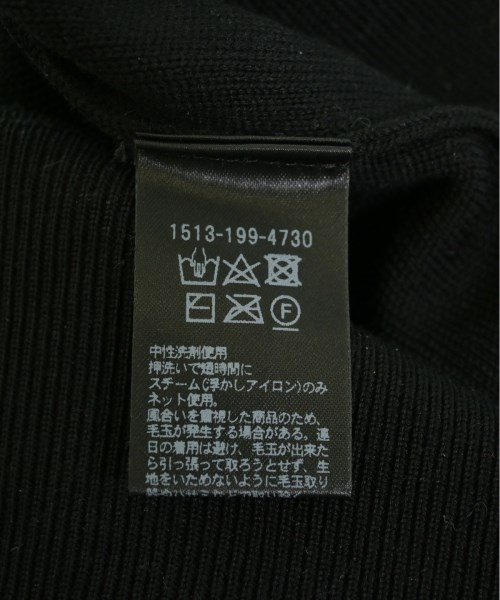 1513-199-4730
F
中性洗剤使用
押洗いで短時間に
スチーム(浮かしアイロン)のみ
ネット使用。
風合いを重視した商品のため、
毛玉が発生する場合がある。連
日の着用は避け、毛玉が出来た
ら引っ張って取ろうとせず、生
地をいためないように毛玉取り